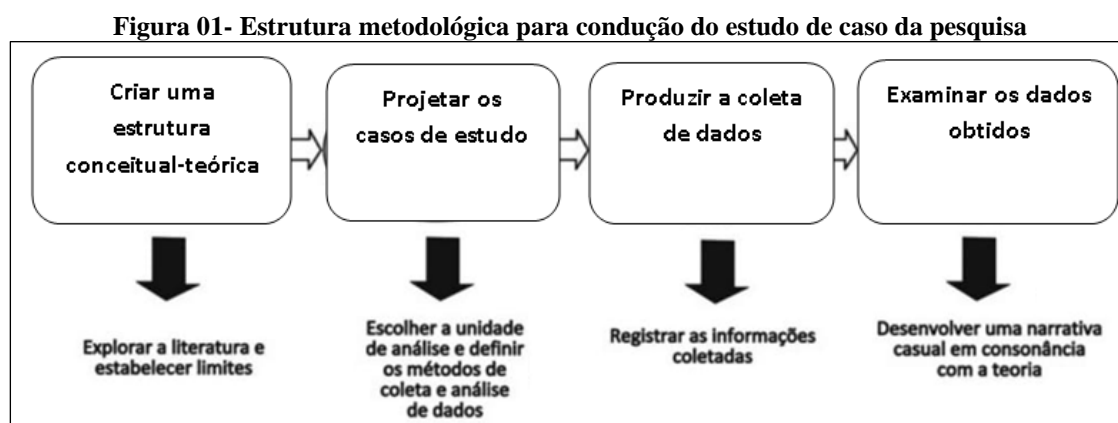 Figura 01- Estrutura metodológica para condução do estudo de caso da pesquisa
Criar uma
estrutura
conceitual-teórica
Projetar os
casos de estudo
Produzir a coleta
de dados
Examinar os dados
obtidos
Explorar a literatura e
estabelecer limites
Escolher a unidade
de análise e definir
os métodos de
coleta e análise
de dados
Registrar as informações
coletadas
Desenvolver uma narrativa
casual em consonância
com a teoria